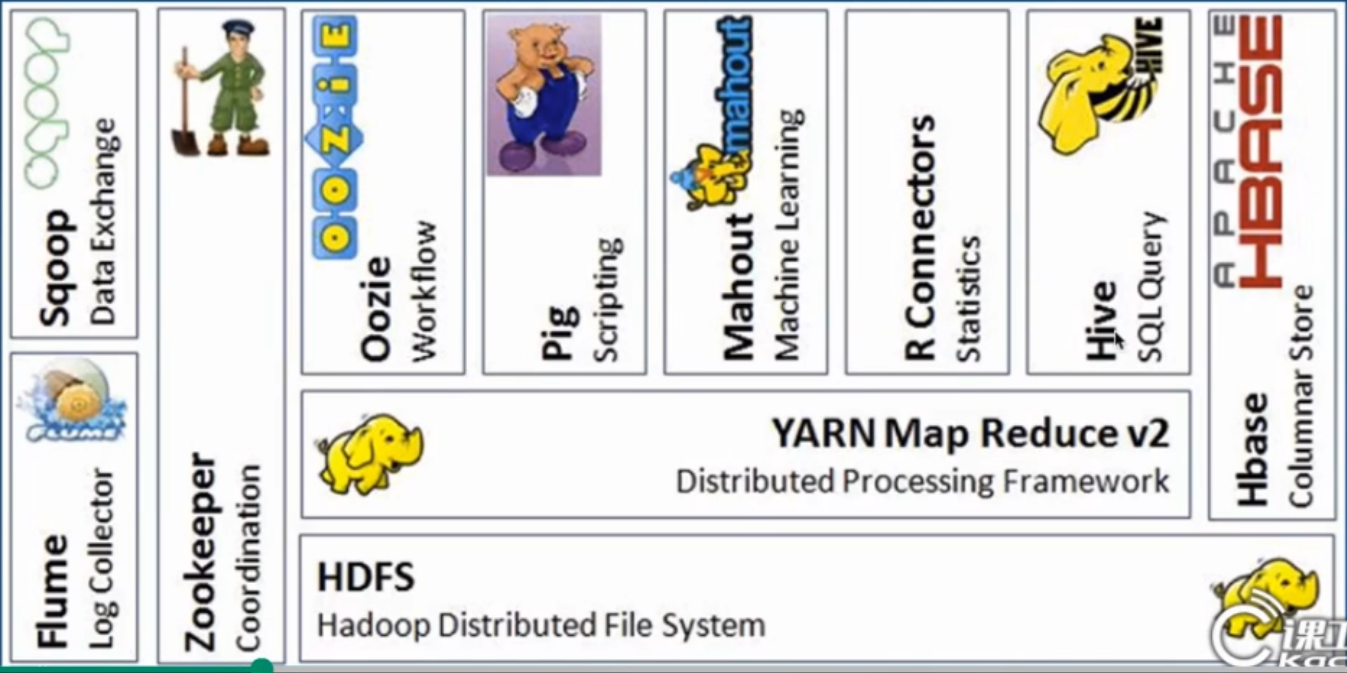 Sqoop
Data Exchange
Flume
Log Collector
FLUME
Zookeeper
Coordination
OOZIE
Oozie
Workflow
Pig
Scripting
mahout
Mahout
Machine Learning
R Connectors
Statistics
HIVE
Hive
SQL Query
APACHE
HBASE
Hbase
Columnar Store
YARN Map Reduce v2
Distributed Processing Framework
HDFS
Hadoop Distributed File System
sqoop
课